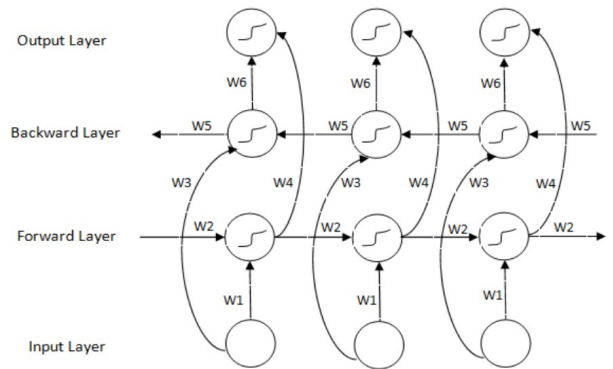 Output Layer
W6 W6 W6
Backward Layer W5 W5 W5 W5
W3 W4 W3 W4 W3 W4
Forward Layer W2 W2 W2 W2
W1 W1 W1
Input Layer